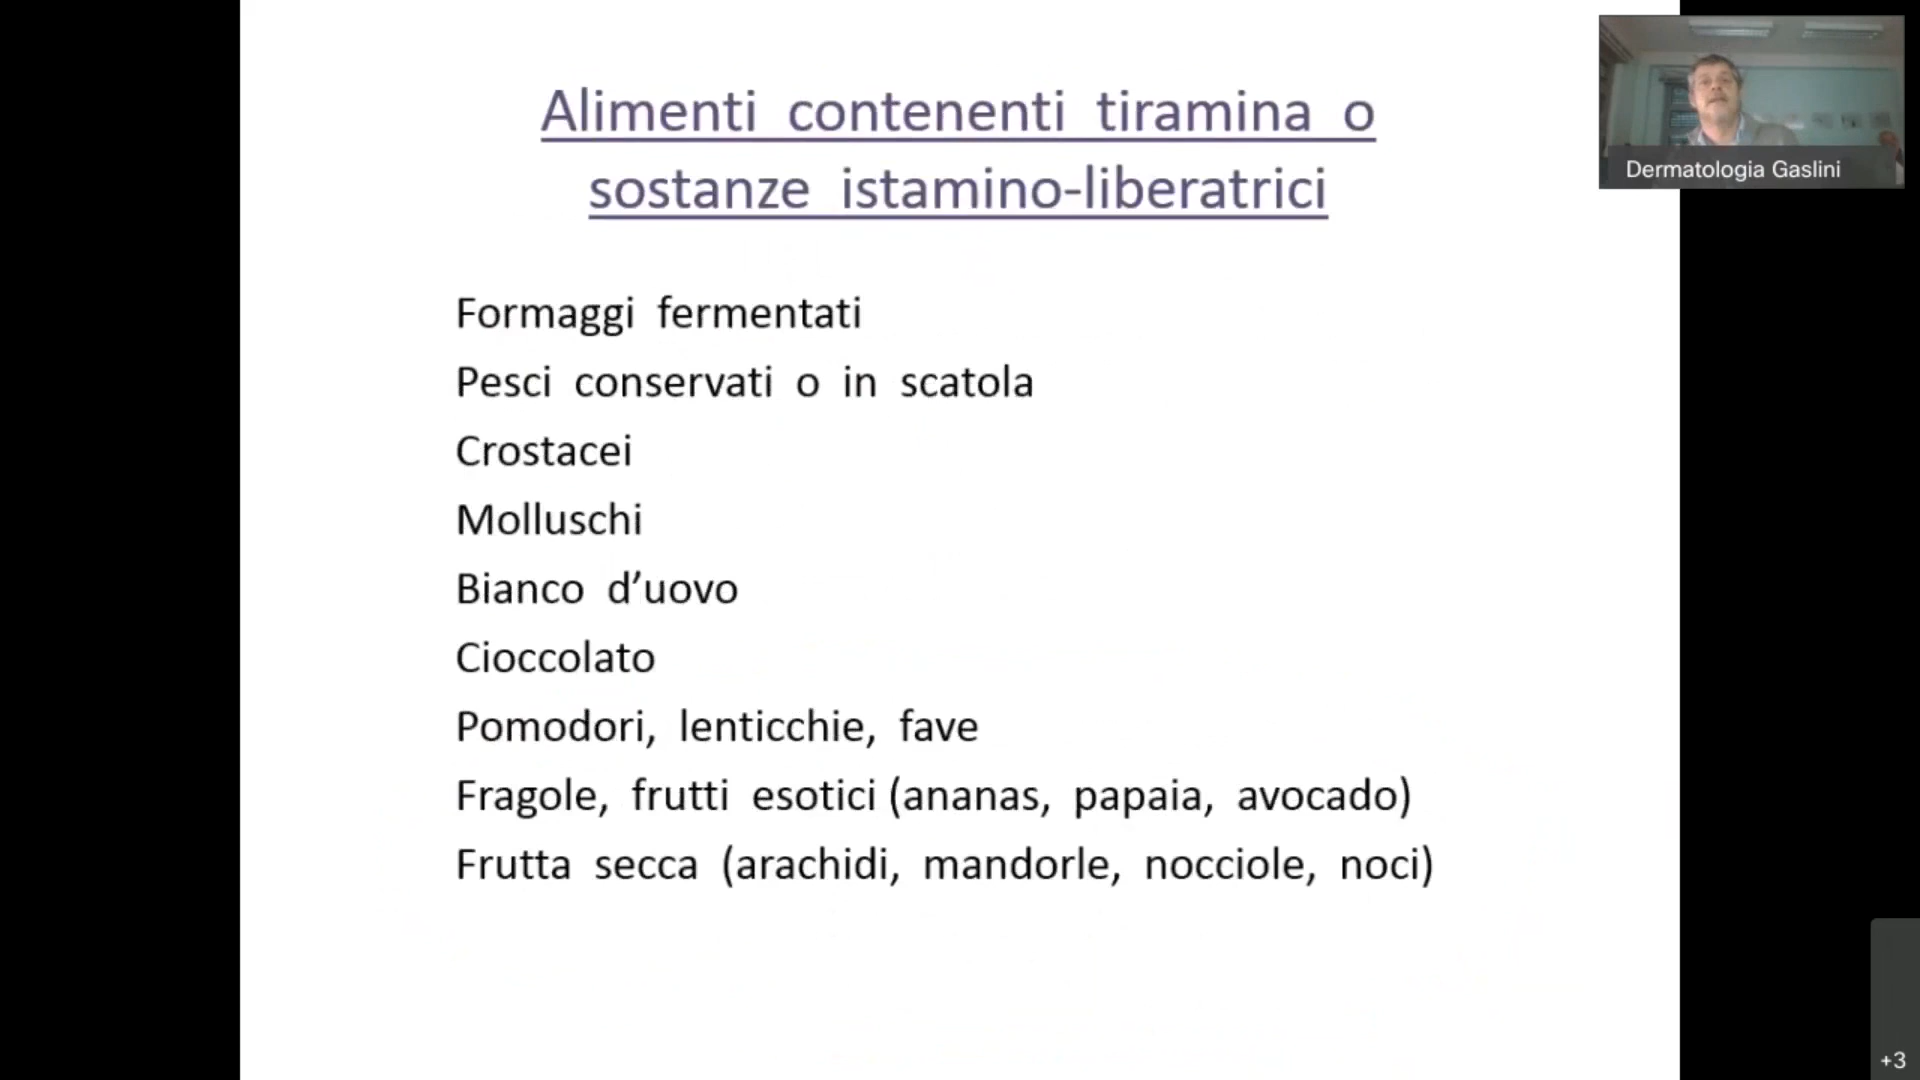 Alimenti contenenti tiramina o
sostanze istamino-liberatrici
Dermatologia Gaslini
Formaggi fermentati
Pesci conservati o in scatola
Crostacei
Molluschi
Bianco d’uovo
Cioccolato
Pomodori, lenticchie, fave
Fragole, frutti esotici (ananas, papaia, avocado)
Frutta secca (arachidi, mandorle, nocciole, noci)
+3